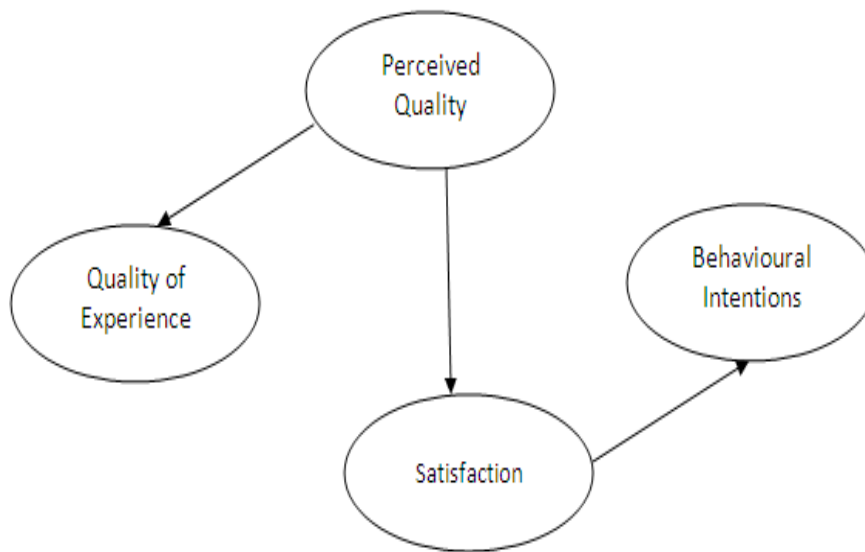 Perceived
Quality
Quality of
Experience
Behavioural
Intentions
Satisfaction